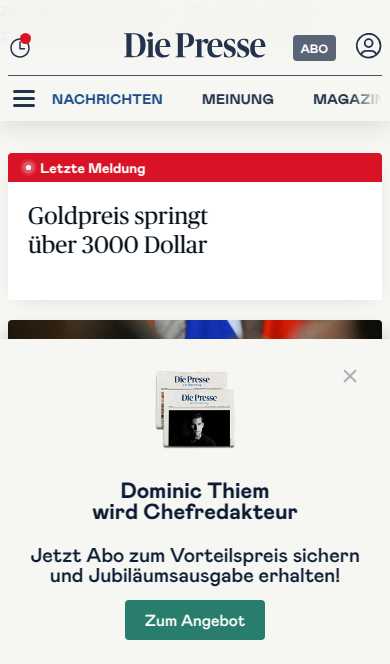 Die Presse
ABO
NACHRICHTEN MEINUNG MAGAZIN
Letzte Meldung
Goldpreis springt
über 3000 Dollar
Die Presse
Die Presse
Dominic Thiem
wird Chefredakteur
Jetzt Abo zum Vorteilspreis sichern
und Jubiläumsausgabe erhalten!
Zum Angebot